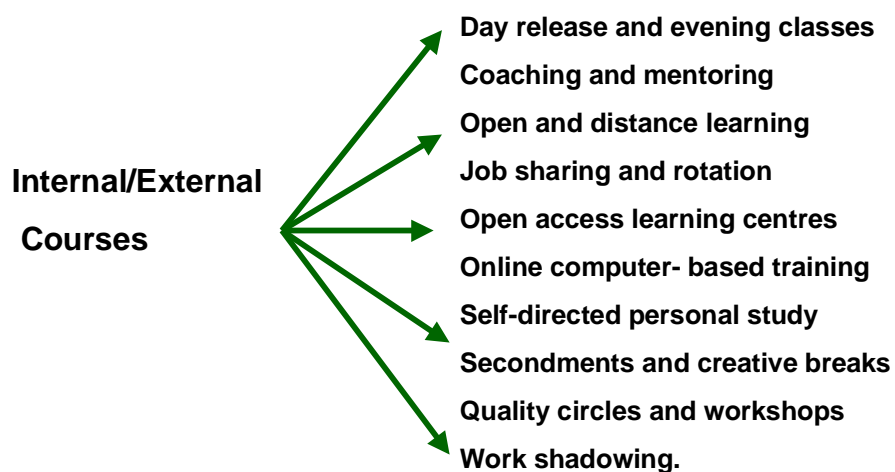 Internal/External
Courses
Day release and evening classes
Coaching and mentoring
Open and distance learning
Job sharing and rotation
Open access learning centres
Online computer- based training
Self-directed personal study
Secondments and creative breaks
Quality circles and workshops
Work shadowing.